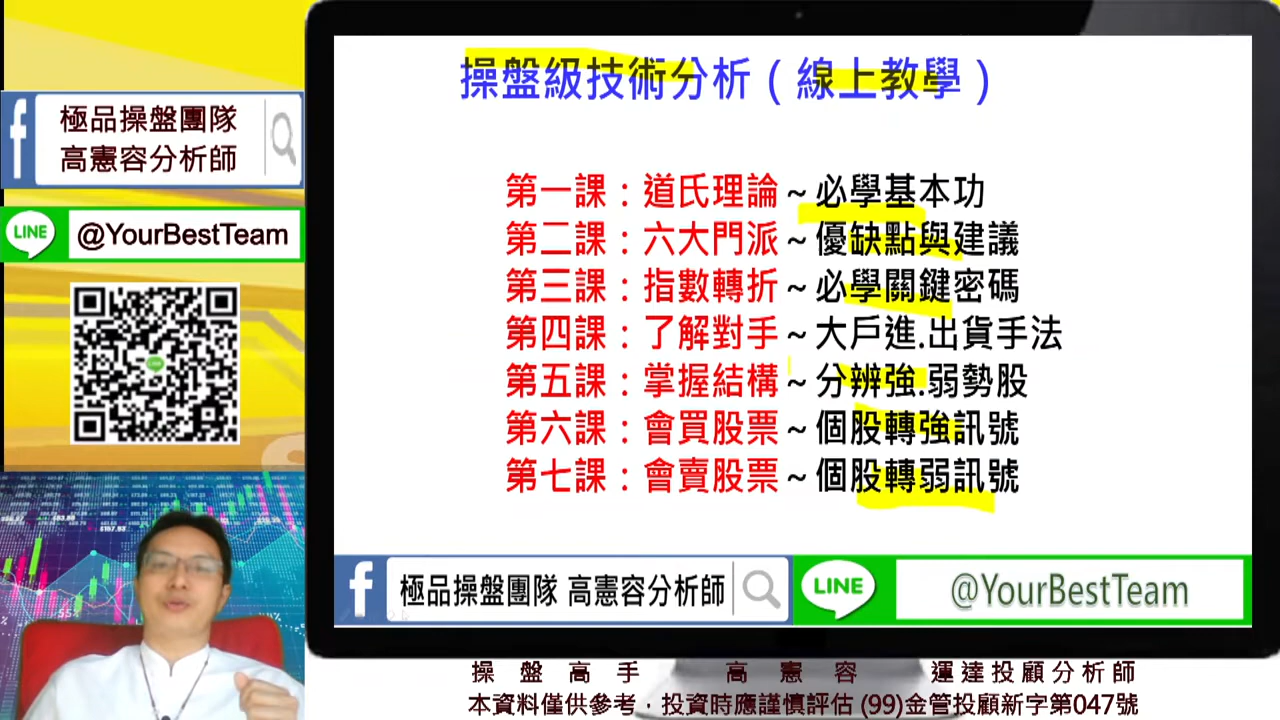 極品操盤團隊
高憲容分析師
LINE
@YourBestTeam
操盤級技術分析（線上教學）
第一課：道氏理論～必學基本功
第二課：六大門派～優缺點與建議
第三課：指數轉折～必學關鍵密碼
第四課：了解對手～大戶進.出貨手法
第五課：掌握結構～分辨強.弱勢股
第六課：會買股票～個股轉強訊號
第七課：會賣股票～個股轉弱訊號
極品操盤團隊 高憲容分析師
LINE
@YourBestTeam
操盤高手 高憲容 運達投顧分析師
本資料僅供參考，投資時應謹慎評估 (99)金管投顧新字第047號